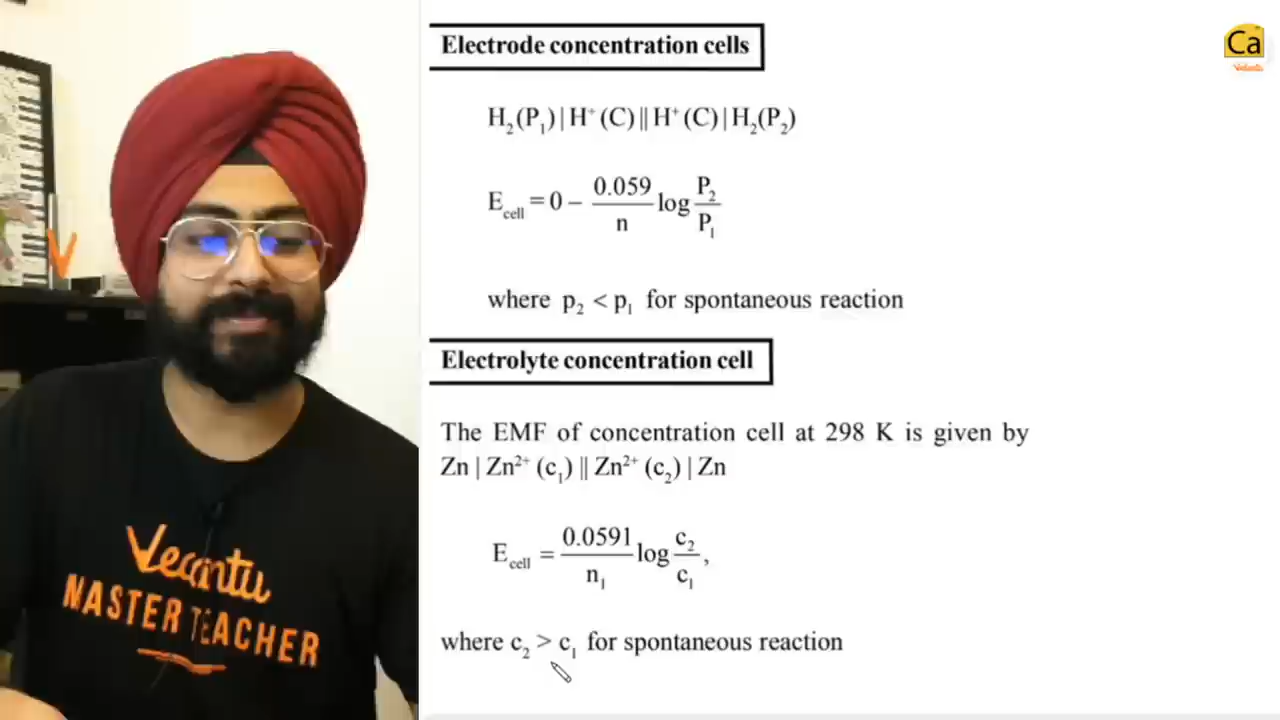 Electrode concentration cells
Ca
Vedantu
H₂(P₁) | H⁺ (C) || H⁺ (C) | H₂(P₂)
E_cell = 0 – 0.059/n log P₂/P₁
where p₂ < p₁ for spontaneous reaction
Electrolyte concentration cell
The EMF of concentration cell at 298 K is given by
Zn | Zn²⁺ (c₁) || Zn²⁺ (c₂) | Zn
E_cell = 0.0591/n₁ log c₂/c₁,
where c₂ > c₁ for spontaneous reaction
Vedantu
MASTER TEACHER